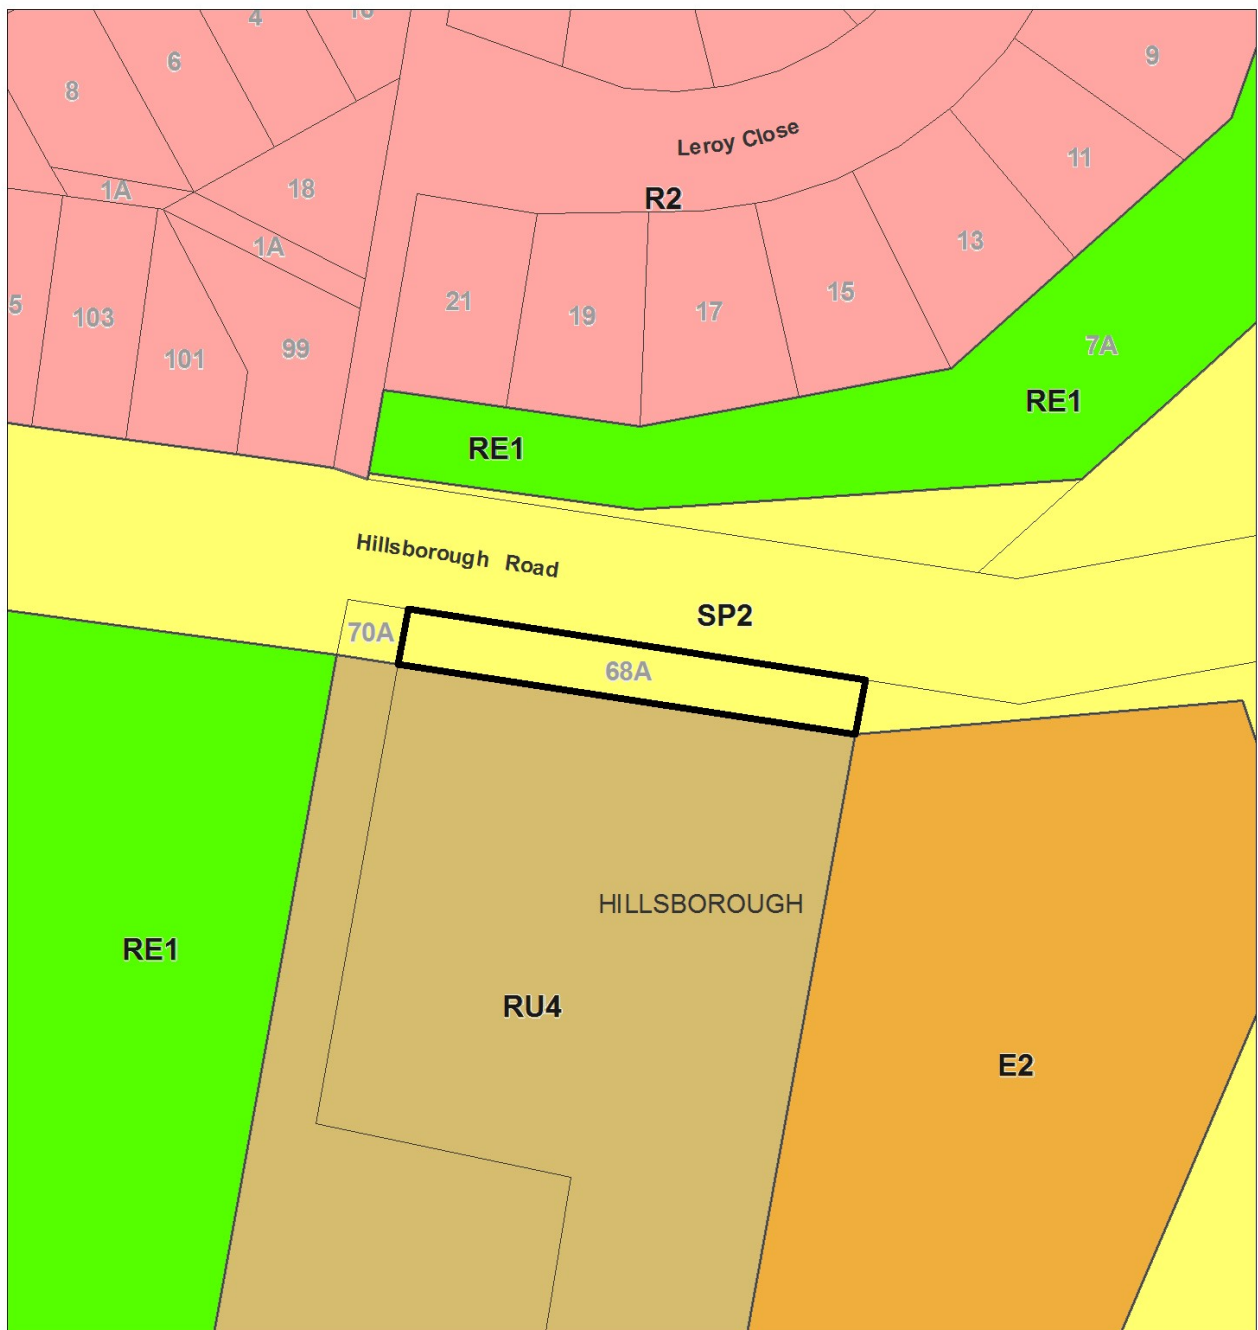 4
6
8
9
Leroy Close
11
1A
18
R2
13
1A
15
21
5
17
103
19
7A
99
101
RE1
RE1
Hillsborough Road
SP2
70A
68A
HILLSBOROUGH
RE1
RU4
E2